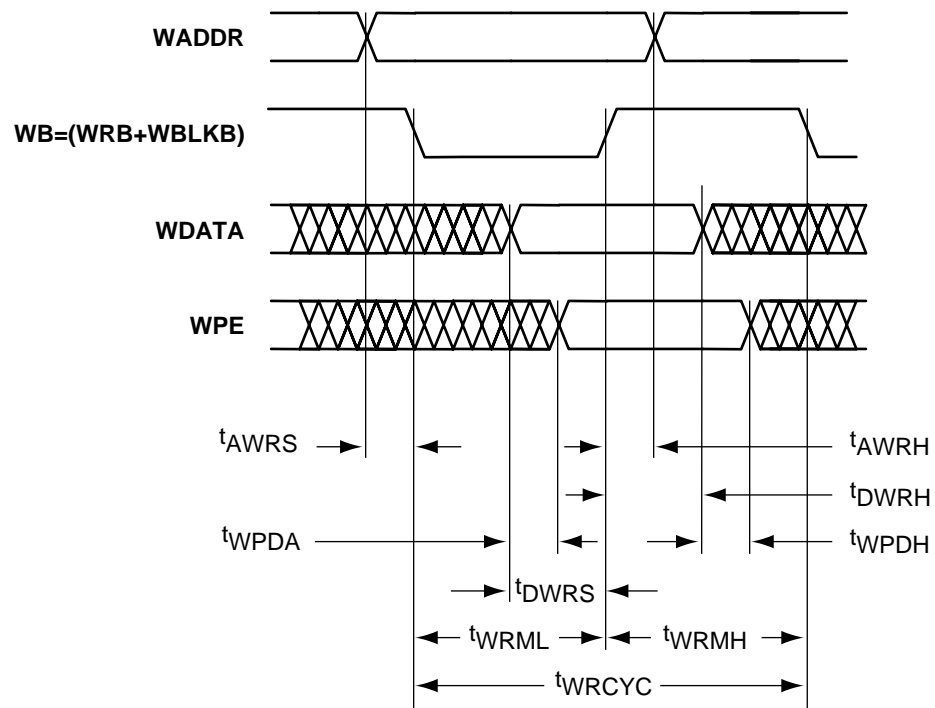 WADDR
WB=(WRB+WBLKB)
WDATA
WPE
tAWRS
tAWRH
tDWRH
tWPDA
tWPDH
tDWRS
tWRML
tWRMH
tWRCYC